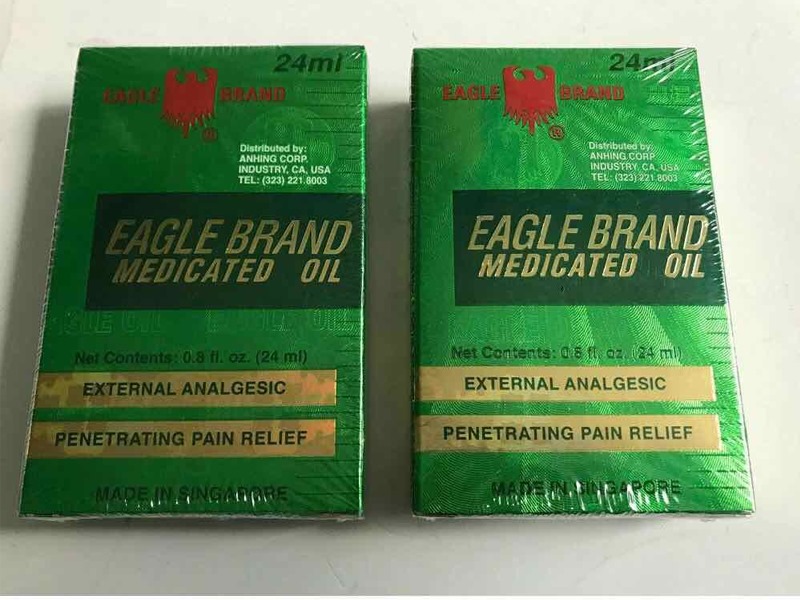 24ml
EAGLE BRAND
®
Distributed by:
ANHING CORP.
INDUSTRY, CA, USA
TEL: (323) 221.8003
EAGLE BRAND
MEDICATED OIL
Net Contents: 0.8 fl. oz. (24 ml)
EXTERNAL ANALGESIC
PENETRATING PAIN RELIEF
MADE IN SINGAPORE
24ml
EAGLE BRAND
®
Distributed by:
ANHING CORP.
INDUSTRY, CA, USA
TEL: (323) 221.8003
EAGLE BRAND
MEDICATED OIL
Net Contents: 0.8 fl. oz. (24 ml)
EXTERNAL ANALGESIC
PENETRATING PAIN RELIEF
MADE IN SINGAPORE